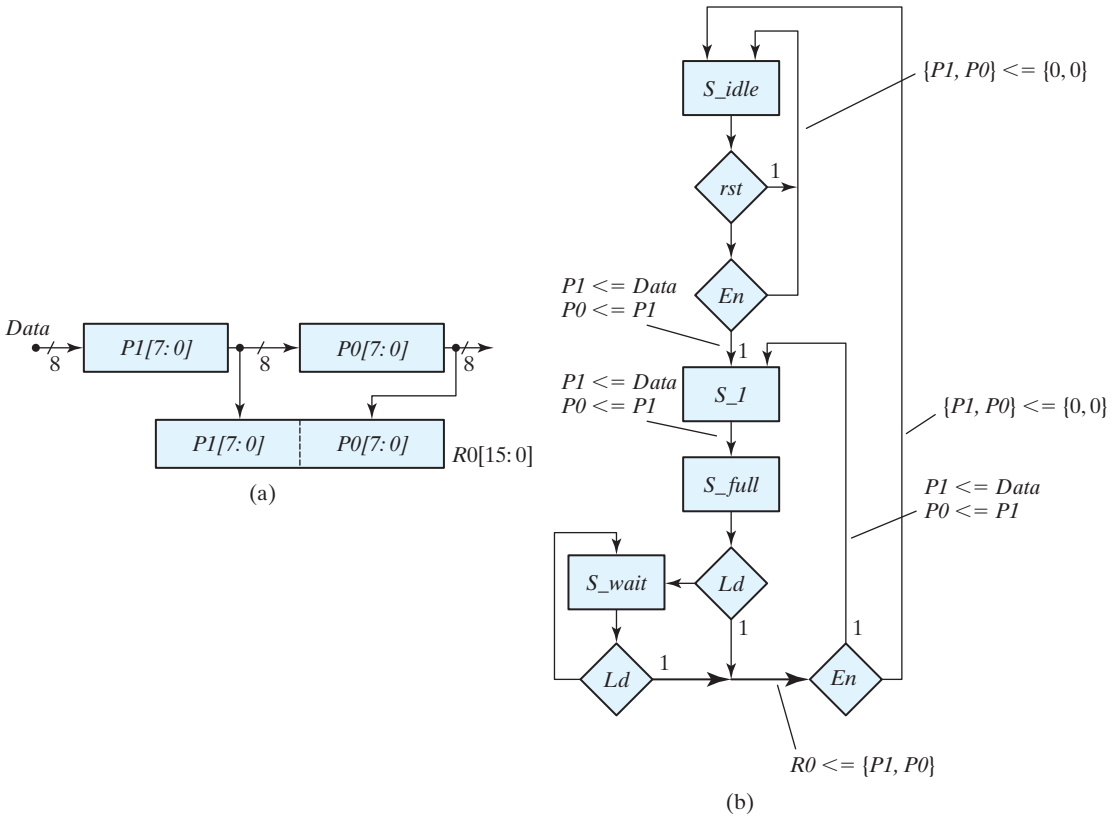 Data
8
P1[7: 0]
8
P0[7: 0]
8
P1[7: 0]
P0[7: 0]
R0[15: 0]
(a)
S_idle
{P1, P0} <= {0, 0}
rst
1
En
P1 <= Data
P0 <= P1
1
S_1
P1 <= Data
P0 <= P1
{P1, P0} <= {0, 0}
S_full
P1 <= Data
P0 <= P1
S_wait
Ld
1
1
Ld
1
En
R0 <= {P1, P0}
(b)